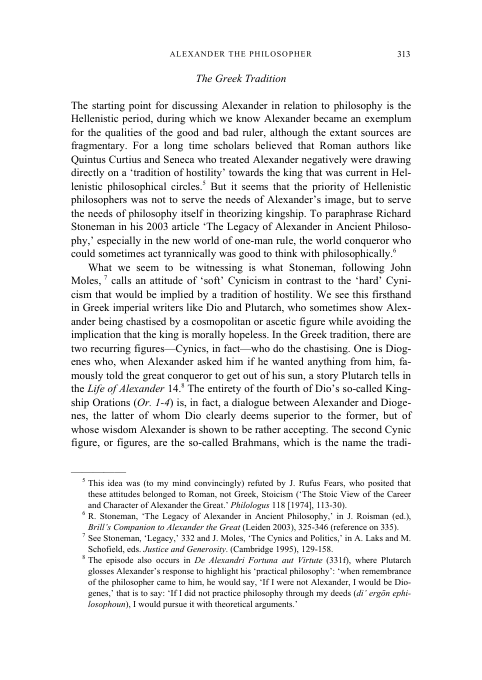 ALEXANDER THE PHILOSOPHER 313
The Greek Tradition
The starting point for discussing Alexander in relation to philosophy is the
Hellenistic period, during which we know Alexander became an exemplum
for the qualities of the good and bad ruler, although the extant sources are
fragmentary. For a long time scholars believed that Roman authors like
Quintus Curtius and Seneca who treated Alexander negatively were drawing
directly on a ‘tradition of hostility’ towards the king that was current in Hel-
lenistic philosophical circles.5 But it seems that the priority of Hellenistic
philosophers was not to serve the needs of Alexander’s image, but to serve
the needs of philosophy itself in theorizing kingship. To paraphrase Richard
Stoneman in his 2003 article ‘The Legacy of Alexander in Ancient Philoso-
phy,’ especially in the new world of one-man rule, the world conqueror who
could sometimes act tyrannically was good to think with philosophically.6
What we seem to be witnessing is what Stoneman, following John
Moles, 7 calls an attitude of ‘soft’ Cynicism in contrast to the ‘hard’ Cyni-
cism that would be implied by a tradition of hostility. We see this firsthand
in Greek imperial writers like Dio and Plutarch, who sometimes show Alex-
ander being chastised by a cosmopolitan or ascetic figure while avoiding the
implication that the king is morally hopeless. In the Greek tradition, there are
two recurring figures—Cynics, in fact—who do the chastising. One is Diog-
enes who, when Alexander asked him if he wanted anything from him, fa-
mously told the great conqueror to get out of his sun, a story Plutarch tells in
the Life of Alexander 14.8 The entirety of the fourth of Dio’s so-called King-
ship Orations (Or. 1-4) is, in fact, a dialogue between Alexander and Dioge-
nes, the latter of whom Dio clearly deems superior to the former, but of
whose wisdom Alexander is shown to be rather accepting. The second Cynic
figure, or figures, are the so-called Brahmans, which is the name the tradi-
5 This idea was (to my mind convincingly) refuted by J. Rufus Fears, who posited that
these attitudes belonged to Roman, not Greek, Stoicism (‘The Stoic View of the Career
and Character of Alexander the Great.’ Philologus 118 [1974], 113-30).
6 R. Stoneman, ‘The Legacy of Alexander in Ancient Philosophy,’ in J. Roisman (ed.),
Brill’s Companion to Alexander the Great (Leiden 2003), 325-346 (reference on 335).
7 See Stoneman, ‘Legacy,’ 332 and J. Moles, ‘The Cynics and Politics,’ in A. Laks and M.
Schofield, eds. Justice and Generosity. (Cambridge 1995), 129-158.
8 The episode also occurs in De Alexandri Fortuna aut Virtute (331f), where Plutarch
glosses Alexander’s response to highlight his ‘practical philosophy’: ‘when remembrance
of the philosopher came to him, he would say, ‘If I were not Alexander, I would be Dio-
genes,’ that is to say: ‘If I did not practice philosophy through my deeds (di’ ergōn ephi-
losophoun), I would pursue it with theoretical arguments.’